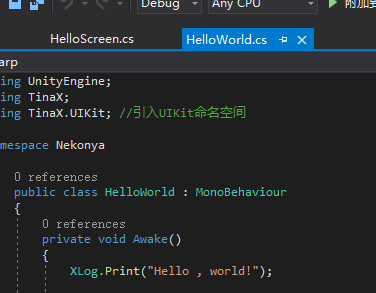 Debug Any CPU 附加到
HelloScreen.cs HelloWorld.cs
arp
ing UnityEngine;
ing TinaX;
ing TinaX.UIKit; //引入UIKit命名空间
mespace Nekonya
0 references
public class HelloWorld : MonoBehaviour
{
0 references
private void Awake()
{
XLog.Print("Hello , world!");